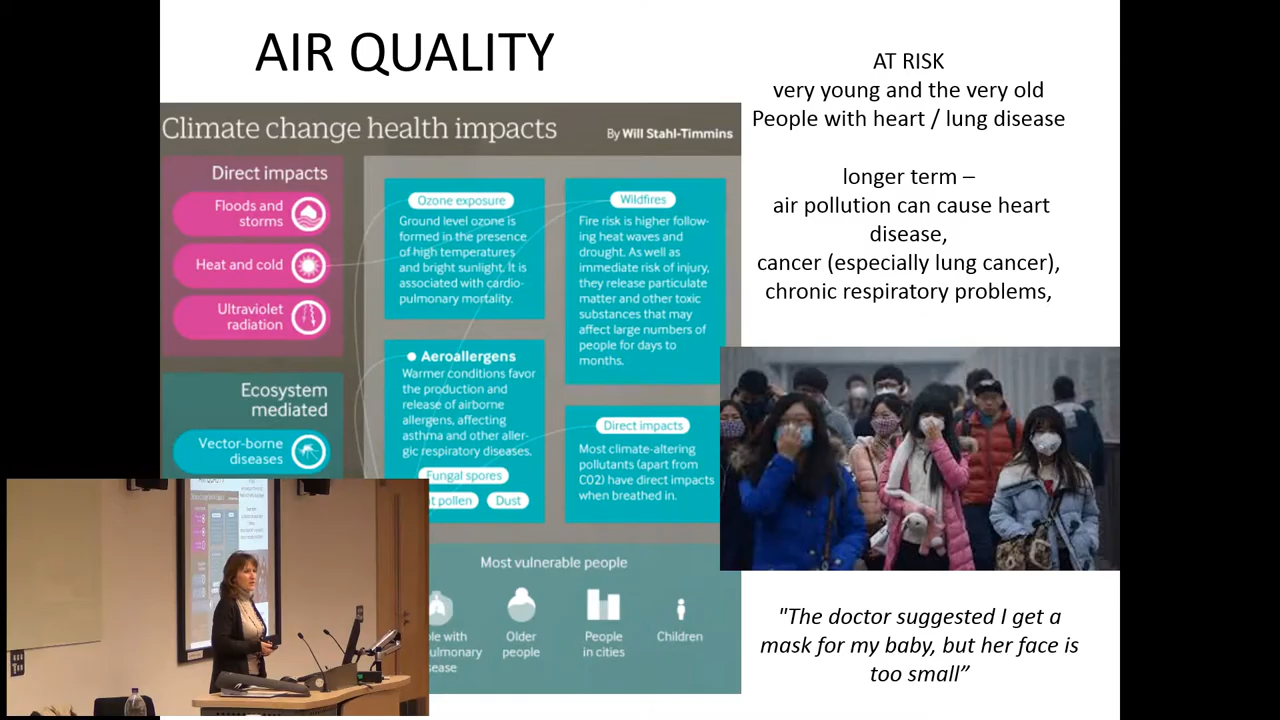 AIR QUALITY
AT RISK
very young and the very old
People with heart / lung disease
longer term –
air pollution can cause heart
disease,
cancer (especially lung cancer),
chronic respiratory problems,
Climate change health impacts
By Will Stahl-Timmins
Direct impacts
Floods and
storms
Heat and cold
Ultraviolet
radiation
Ecosystem
mediated
Vector-borne
diseases
Ozone exposure
Ground level ozone is
formed in the presence
of high temperatures
and bright sunlight. It is
associated with cardio-
pulmonary mortality.
Aeroallergens
Warmer conditions favor
the production and
release of airborne
allergens, affecting
asthma and other aller-
gic respiratory diseases.
Fungal spores
pollen
Dust
Wildfires
Fire risk is higher follow-
ing heat waves and
drought. As well as
immediate risk of injury,
they release particulate
matter and other toxic
substances that may
affect large numbers of
people for days to
months.
Direct impacts
Most climate-altering
pollutants (apart from
CO2) have direct impacts
when breathed in.
Most vulnerable people
with
Older
people
People
in cities
Children
"The doctor suggested I get a
mask for my baby, but her face is
too small”